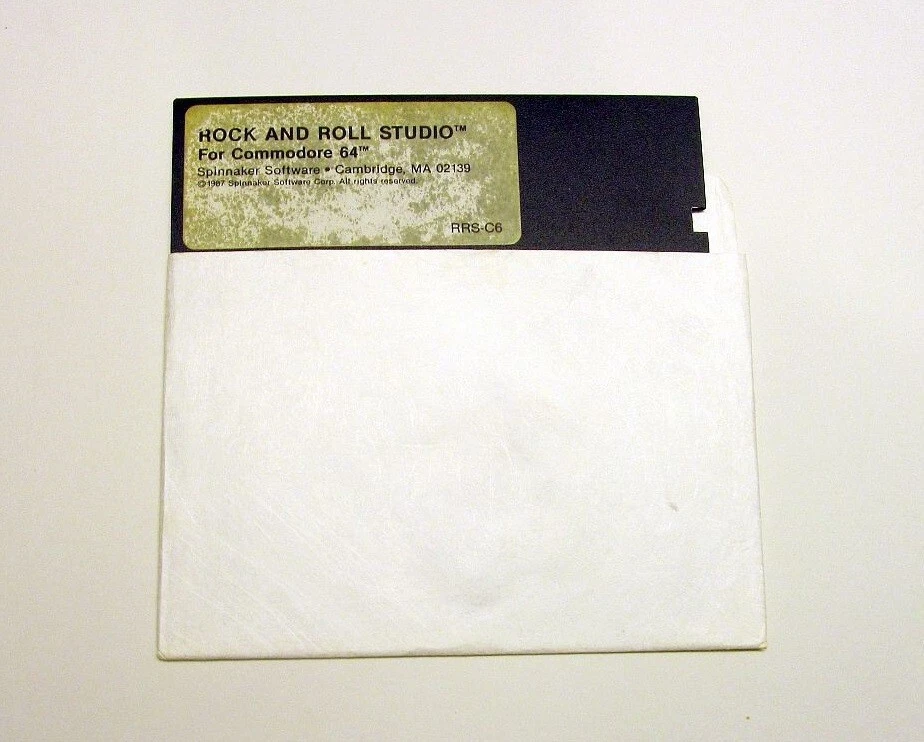 ROCK AND ROLL STUDIO™
For Commodore 64™
Spinnaker Software • Cambridge, MA 02139
©1987 Spinnaker Software Corp. All rights reserved.
RRS-C6